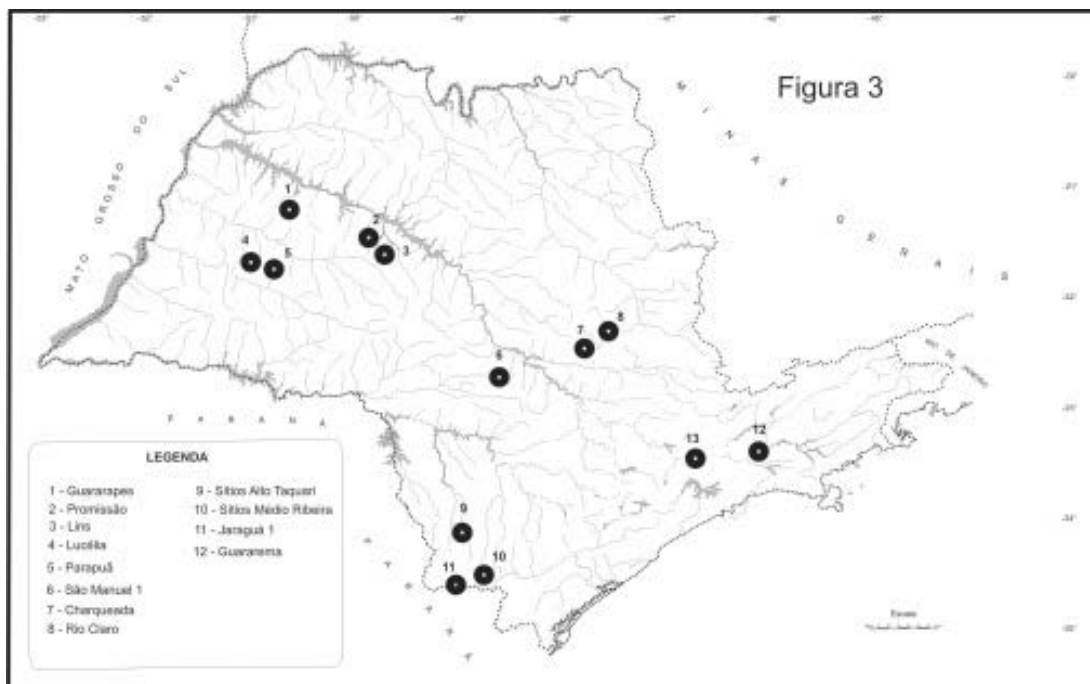 Figura 3
MATO GROSSO DO SUL
MINAS GERAIS
1
2
3
4
5
6
7
8
9
10
11
12
13
PARANÁ
LEGENDA
1 - Guararapes
2 - Promissão
3 - Lins
4 - Lucélia
5 - Parapuã
6 - São Manuel 1
7 - Charqueada
8 - Rio Claro
9 - Sítios Alto Taquari
10 - Sítios Médio Ribeira
11 - Jaraguá 1
12 - Guararema